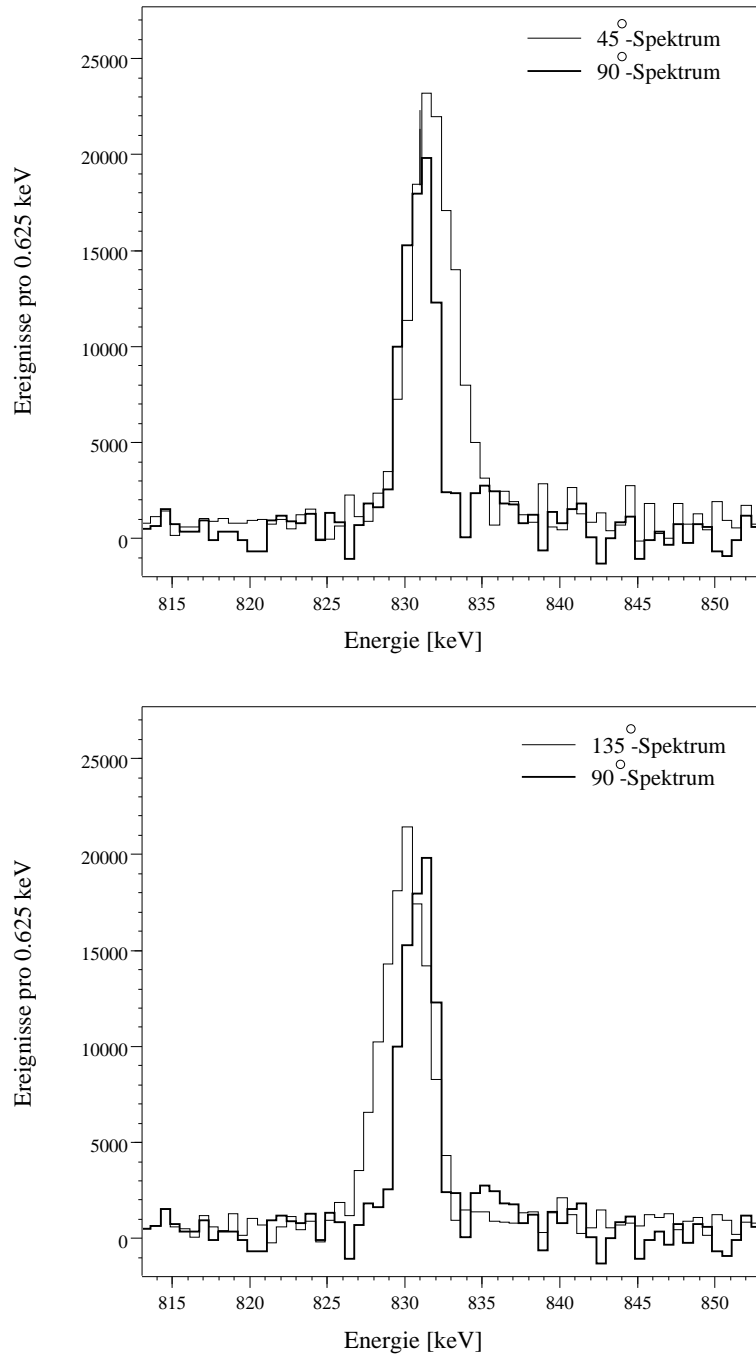 45°-Spektrum
90°-Spektrum
25000
20000
15000
10000
5000
0
Ereignisse pro 0.625 keV
815 820 825 830 835 840 845 850
Energie [keV]
135°-Spektrum
90°-Spektrum
25000
20000
15000
10000
5000
0
Ereignisse pro 0.625 keV
815 820 825 830 835 840 845 850
Energie [keV]